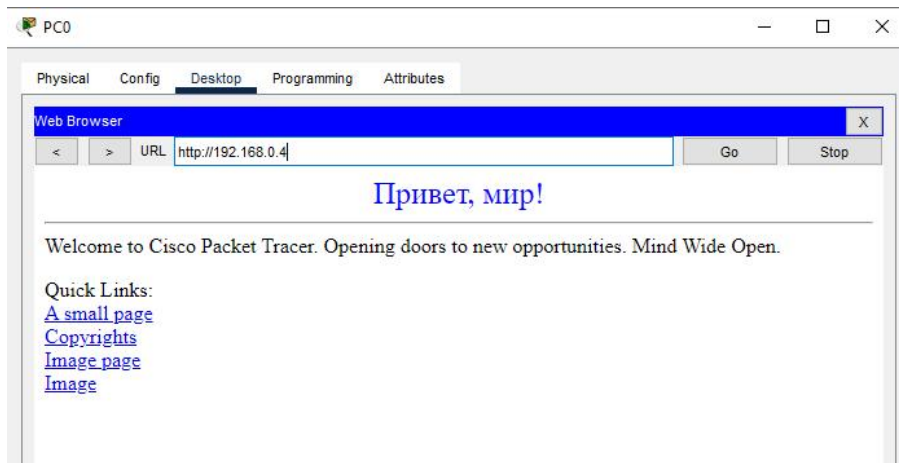 PC0
Physical Config Desktop Programming Attributes
Web Browser X
< > URL http://192.168.0.4 Go Stop
Привет, мир!
Welcome to Cisco Packet Tracer. Opening doors to new opportunities. Mind Wide Open.
Quick Links:
A small page
Copyrights
Image page
Image